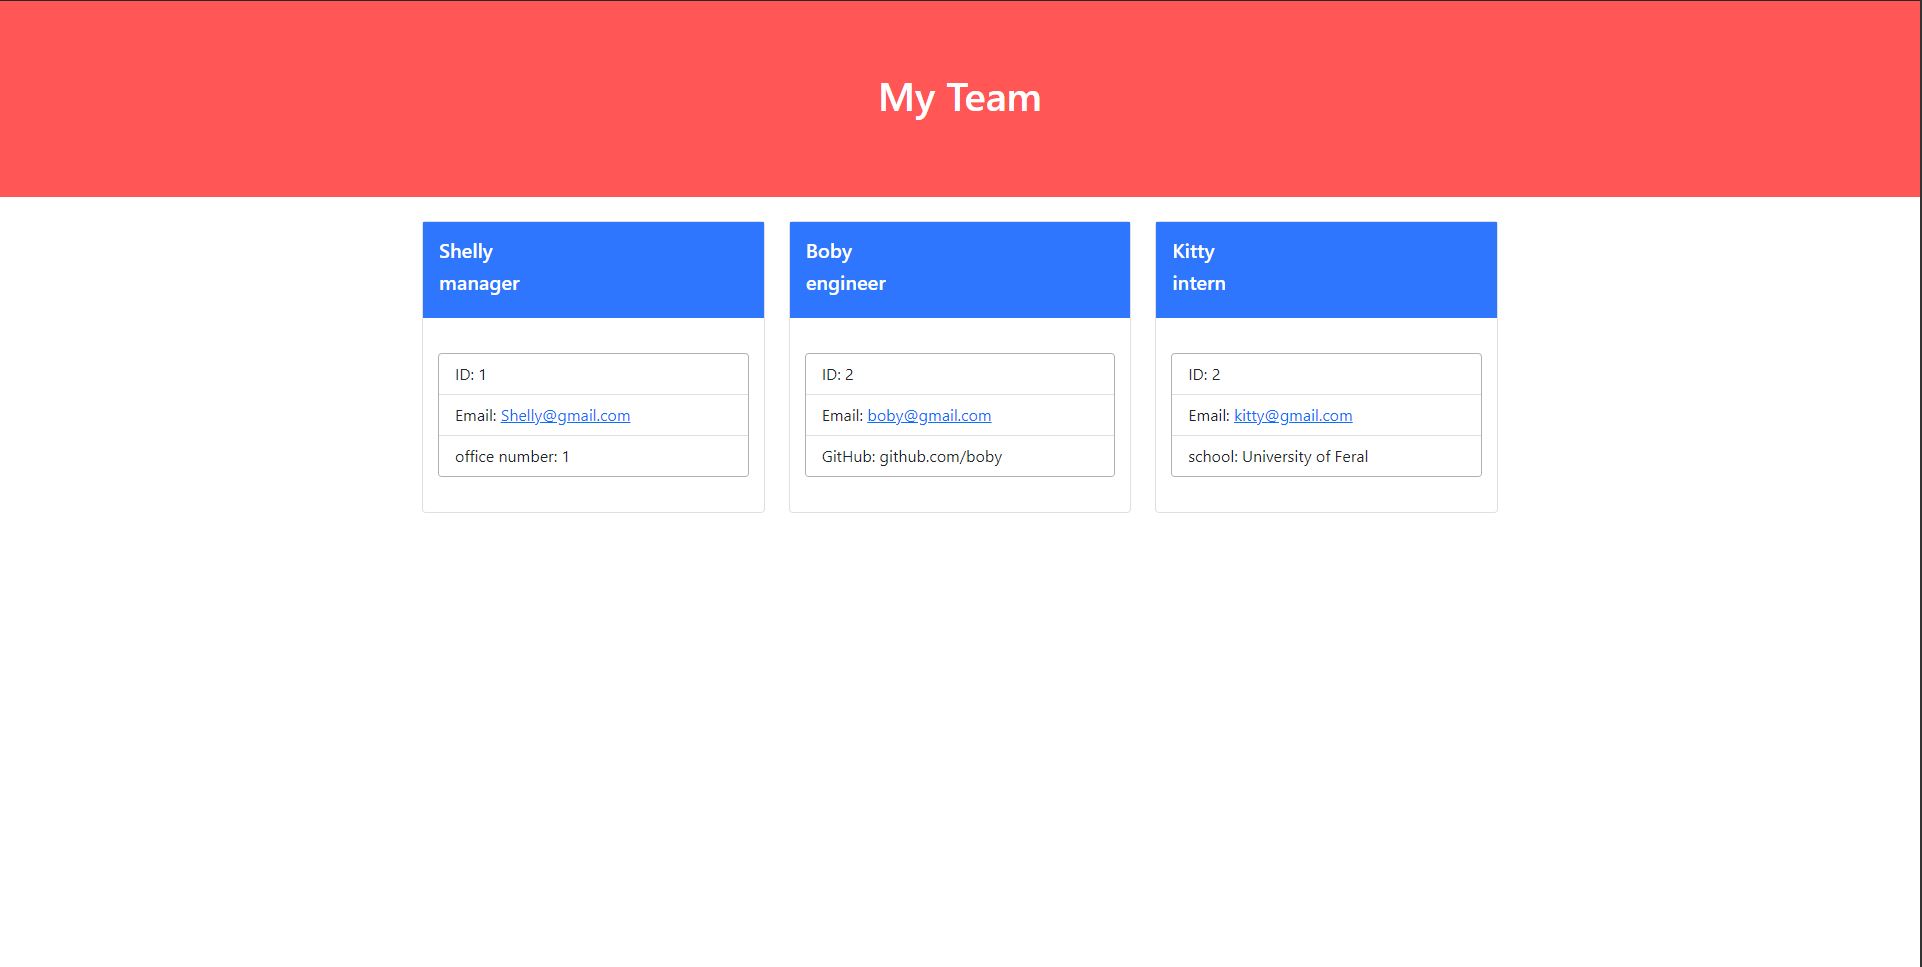 My Team
Shelly
manager
ID: 1
Email: Shelly@gmail.com
office number: 1
Boby
engineer
ID: 2
Email: boby@gmail.com
GitHub: github.com/boby
Kitty
intern
ID: 2
Email: kitty@gmail.com
school: University of Feral